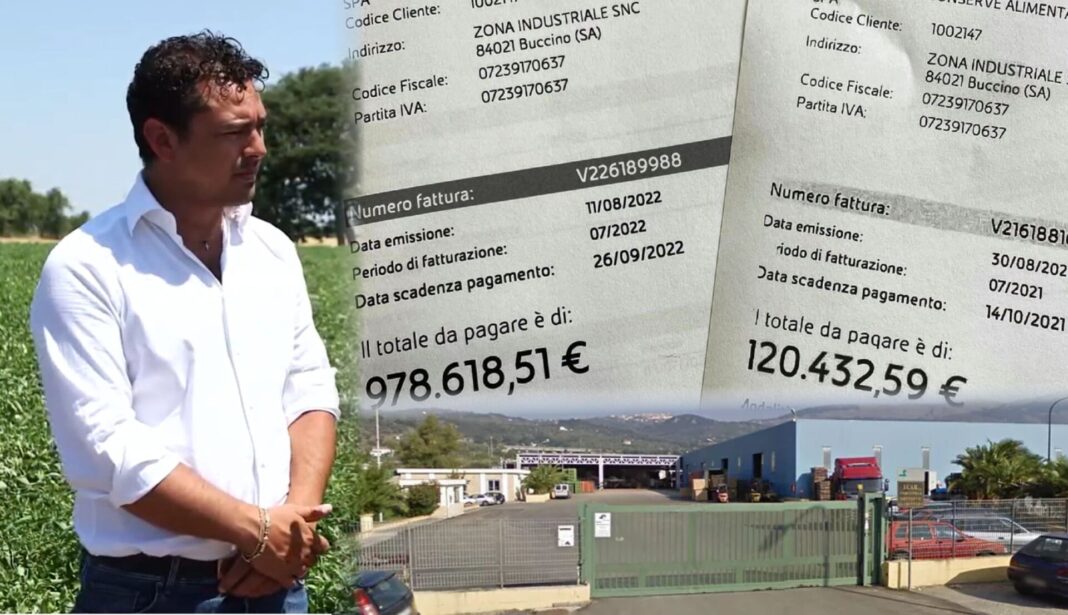 SPA
Codice Cliente:
Indirizzo:
ZONA INDUSTRIALE SNC
84021 Buccino (SA)
Codice Fiscale:
07239170637
Partita IVA:
07239170637
Numero fattura:
V226189988
Data emissione:
11/08/2022
Periodo di fatturazione:
07/2022
Data scadenza pagamento:
26/09/2022
Il totale da pagare è di:
978.618,51 €
Codice Cliente:
1002147
Indirizzo:
ZONA INDUSTRIALE
84021 Buccino (SA)
Codice Fiscale:
07239170637
Partita IVA:
07239170637
Numero fattura:
Data emissione:
di fatturazione:
07/2021
Data scadenza pagamento:
14/10/2021
totale da pagare è di:
120.432,59 €